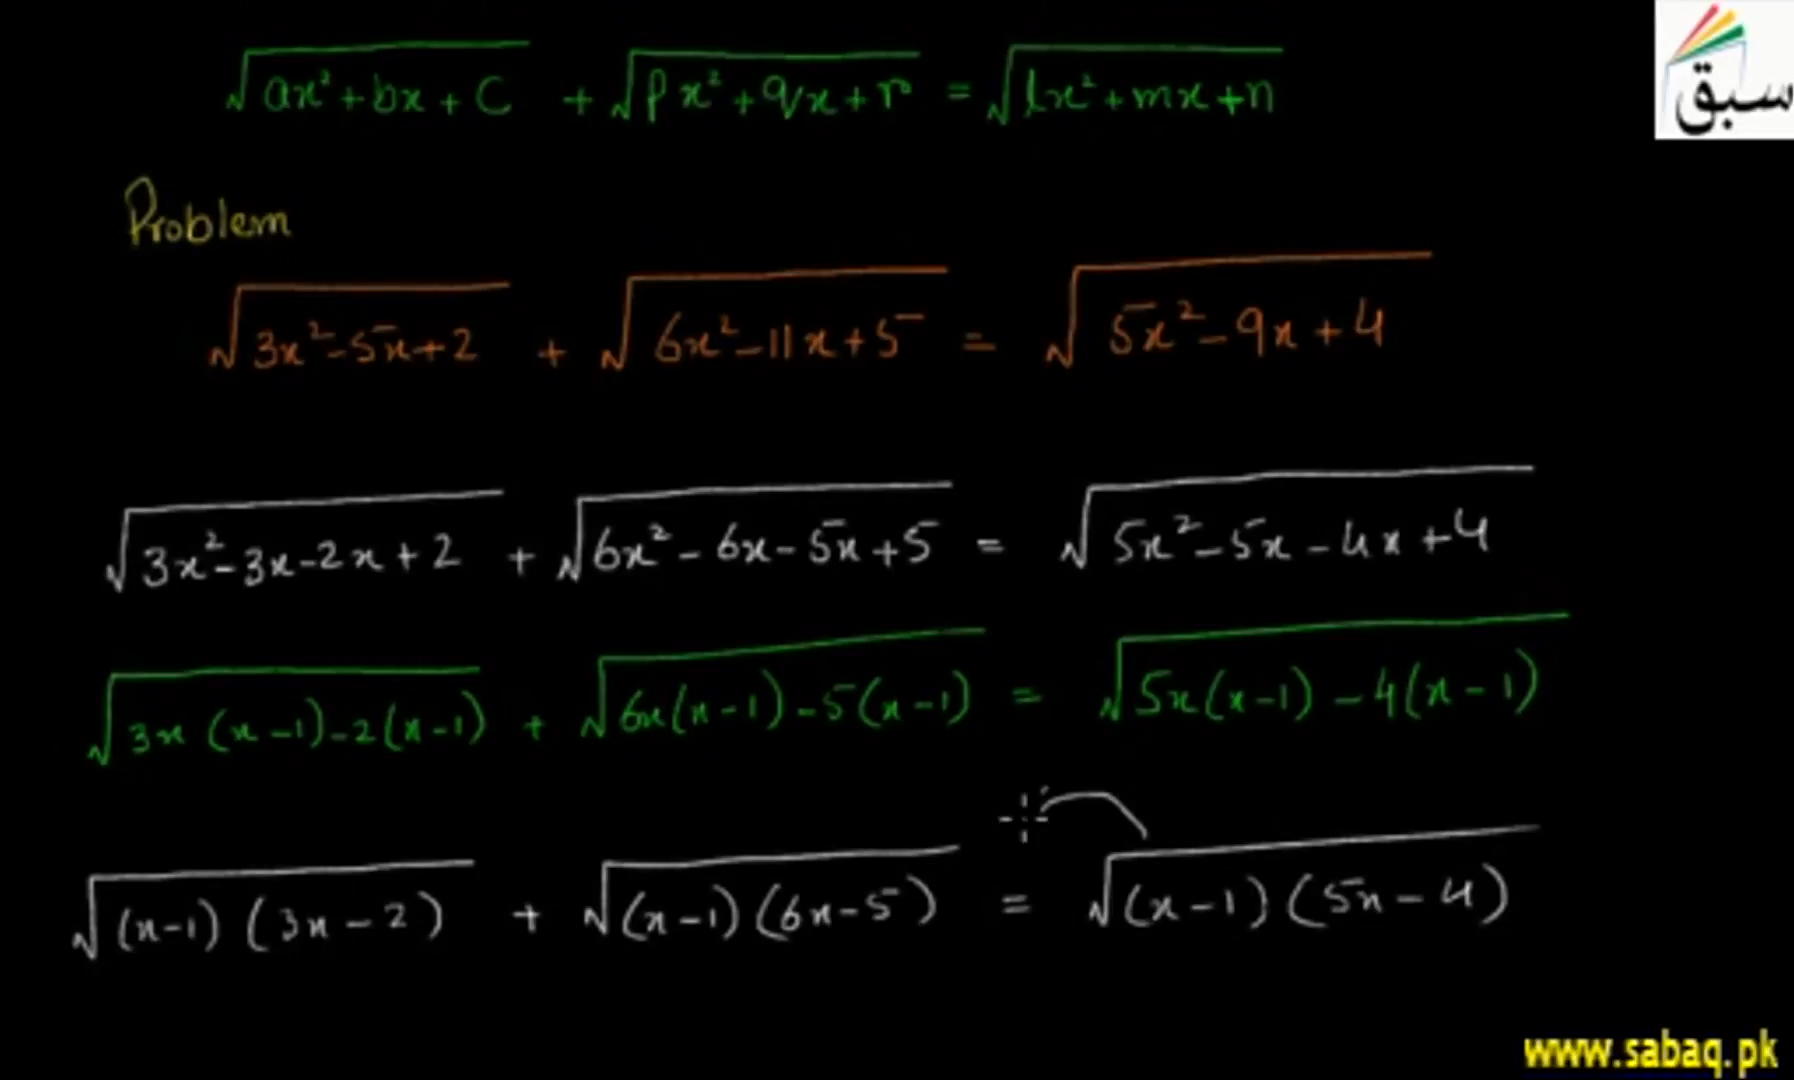 √(ax²+bx+c) + √(px²+qx+r) = √(lx²+mx+n)
سبق
Problem
√(3x²-5x+2) + √(6x²-11x+5) = √(5x²-9x+4)
√(3x²-3x-2x+2) + √(6x²-6x-5x+5) = √(5x²-5x-4x+4)
√(3x(x-1)-2(x-1)) + √(6x(x-1)-5(x-1)) = √(5x(x-1)-4(x-1))
√((x-1)(3x-2)) + √((x-1)(6x-5)) = √((x-1)(5x-4))
www.sabaq.pk